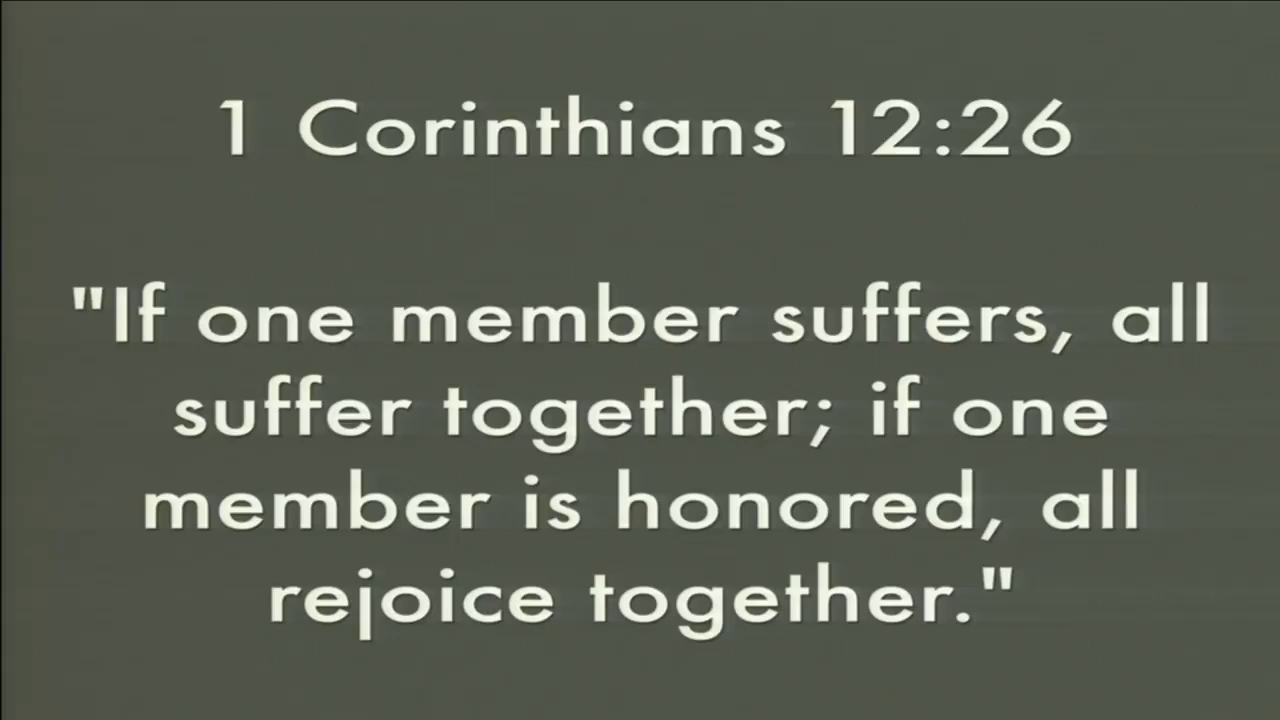 1 Corinthians 12:26
"If one member suffers, all
suffer together; if one
member is honored, all
rejoice together."